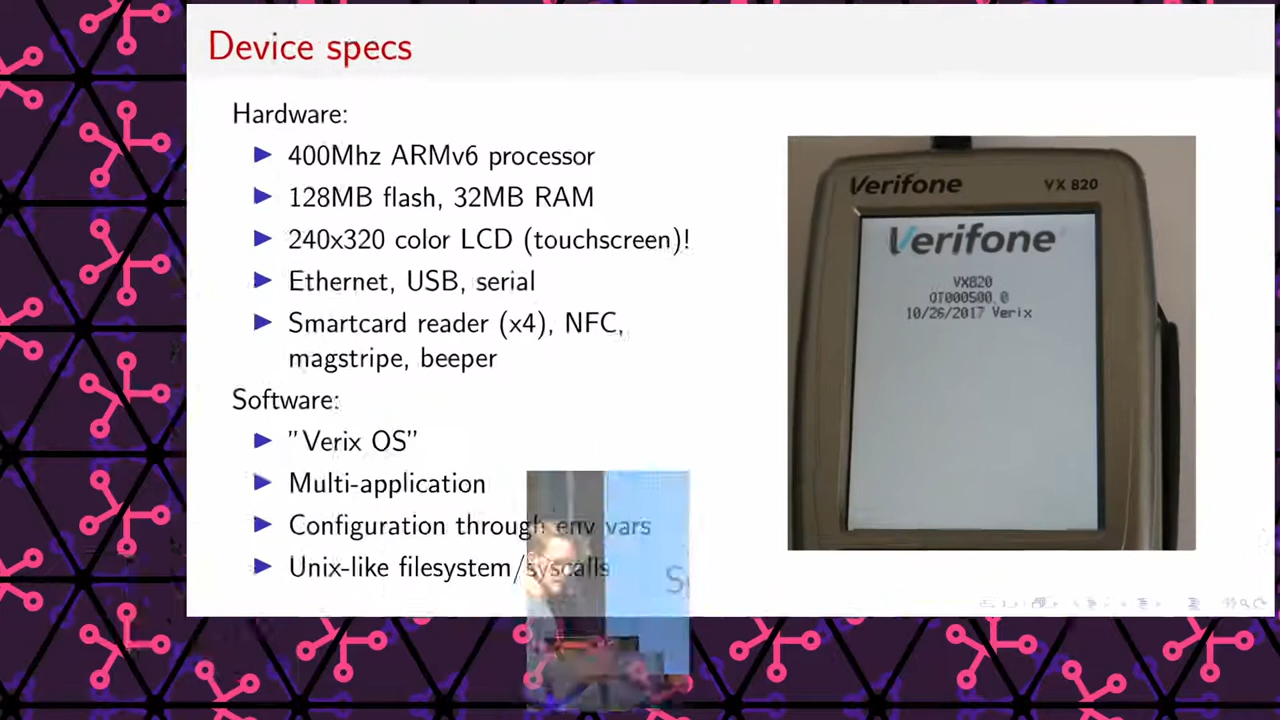 Device specs
Hardware:
400Mhz ARMv6 processor
128MB flash, 32MB RAM
240x320 color LCD (touchscreen)!
Ethernet, USB, serial
Smartcard reader (x4), NFC,
magstripe, beeper
Software:
"Verix OS"
Multi-application
Configuration through env vars
Unix-like filesystem/syscalls
Verifone
VX 820
Verifone
VX820
QT000500.0
10/26/2017 Verix